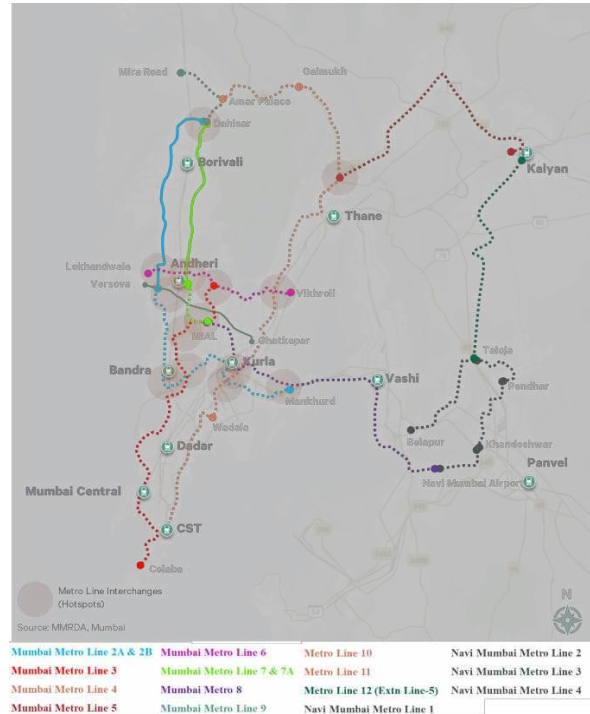 Mira Road
Gaimukh
Amar Palace
Dahisar
Borivali
Kalyan
Thane
Lokhandwala
Andheri
Versova
Vikhroli
MIAL
Ghatkopar
Taloja
Bandra
Kurla
Vashi
Pendhar
Mankhurd
Wadala
Belapur
Khandeshwar
Dadar
Panvel
Navi Mumbai Airport
Mumbai Central
CST
Colaba
Metro Line Interchanges
(Hotspots)
N
Source: MMRDA, Mumbai
Mumbai Metro Line 2A & 2B
Mumbai Metro Line 3
Mumbai Metro Line 4
Mumbai Metro Line 5
Mumbai Metro Line 6
Mumbai Metro Line 7 & 7A
Mumbai Metro 8
Mumbai Metro Line 9
Metro Line 10
Metro Line 11
Metro Line 12 (Extn Line-5)
Navi Mumbai Metro Line 1
Navi Mumbai Metro Line 2
Navi Mumbai Metro Line 3
Navi Mumbai Metro Line 4